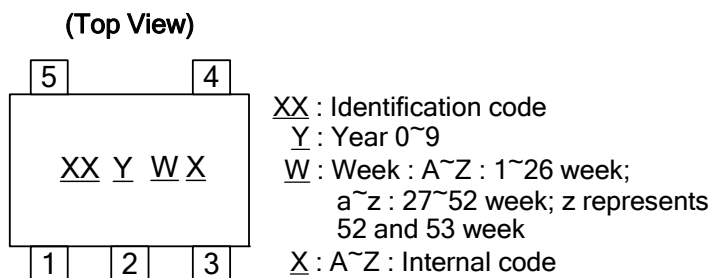 (Top View)
5 4
XX Y W X
1 2 3
XX : Identification code
Y : Year 0~9
W : Week : A~Z : 1~26 week;
a~z : 27~52 week; z represents
52 and 53 week
X : A~Z : Internal code